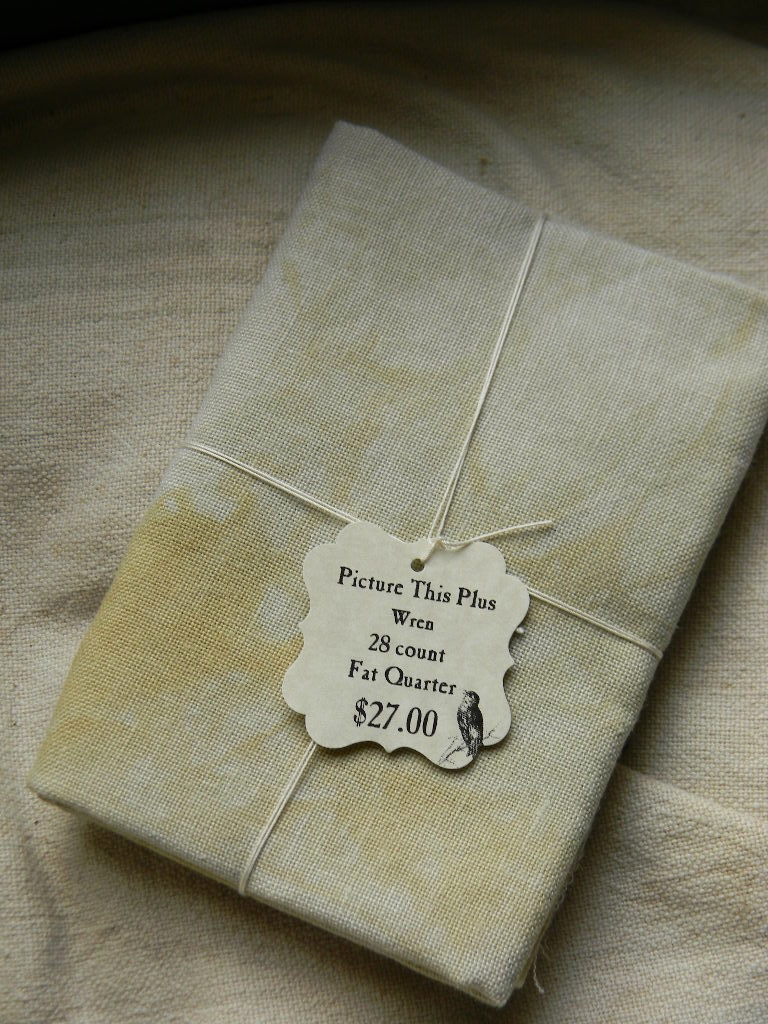 Picture This Plus
Wren
28 count
Fat Quarter
$27.00